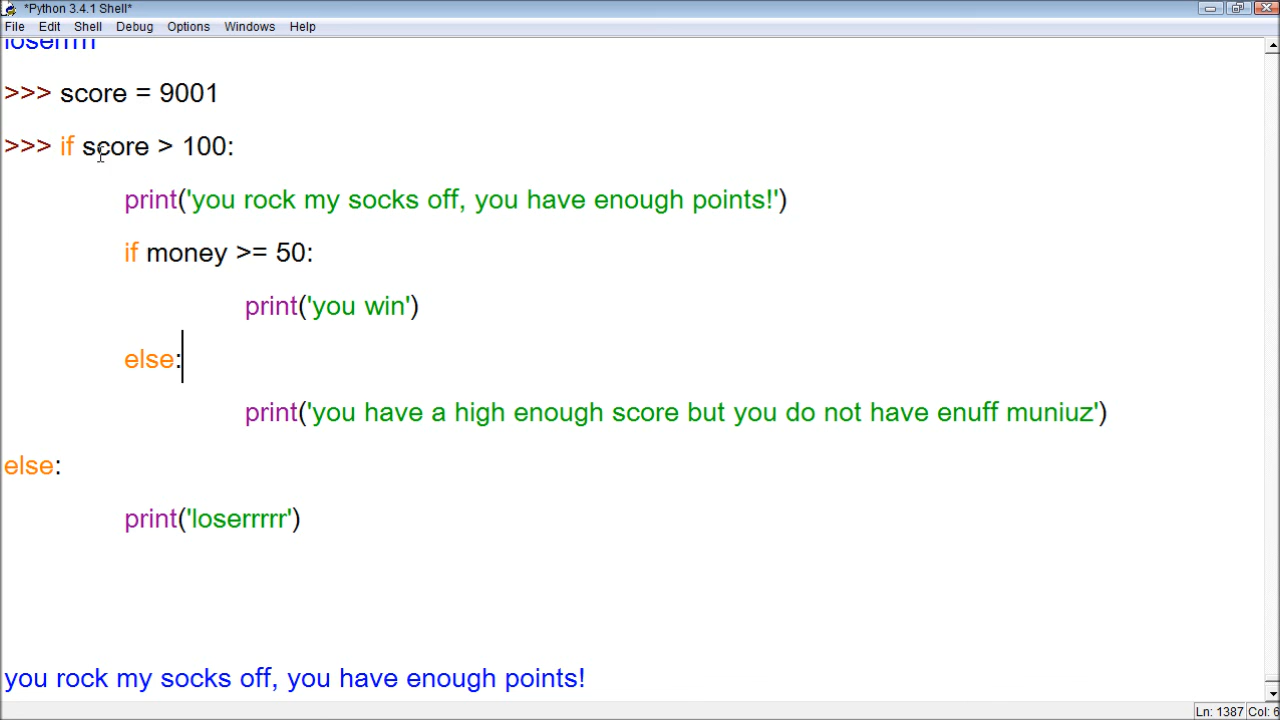 *Python 3.4.1 Shell*
File Edit Shell Debug Options Windows Help
>>> score = 9001
>>> if score > 100:
print('you rock my socks off, you have enough points!')
if money >= 50:
print('you win')
else:
print('you have a high enough score but you do not have enuff muniuz')
else:
print('loserrrrr')
you rock my socks off, you have enough points!
Ln: 1387 Col: 6